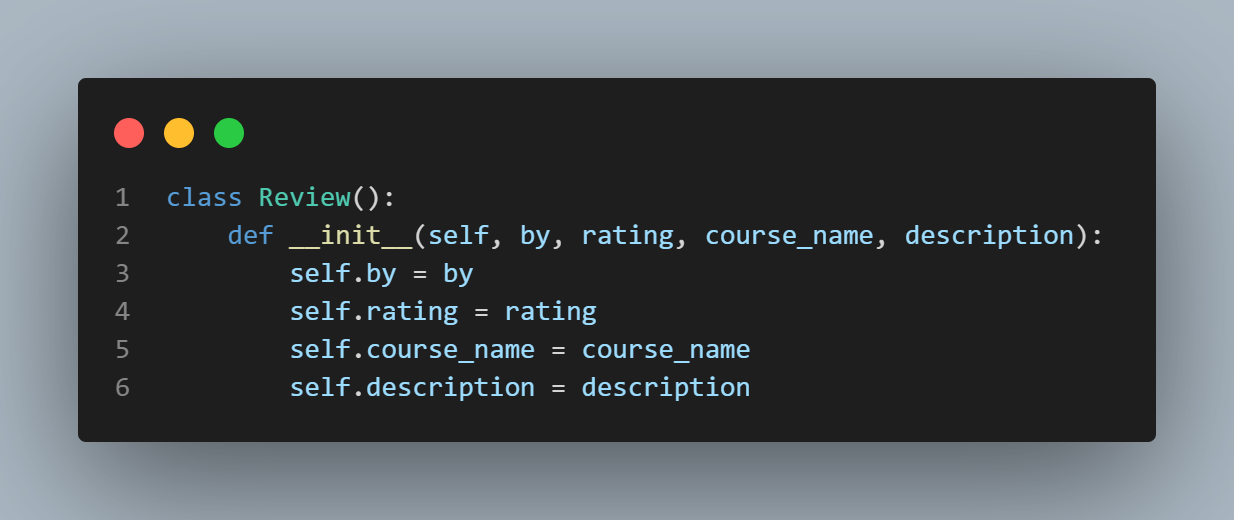 1 class Review():
2     def __init__(self, by, rating, course_name, description):
3         self.by = by
4         self.rating = rating
5         self.course_name = course_name
6         self.description = description